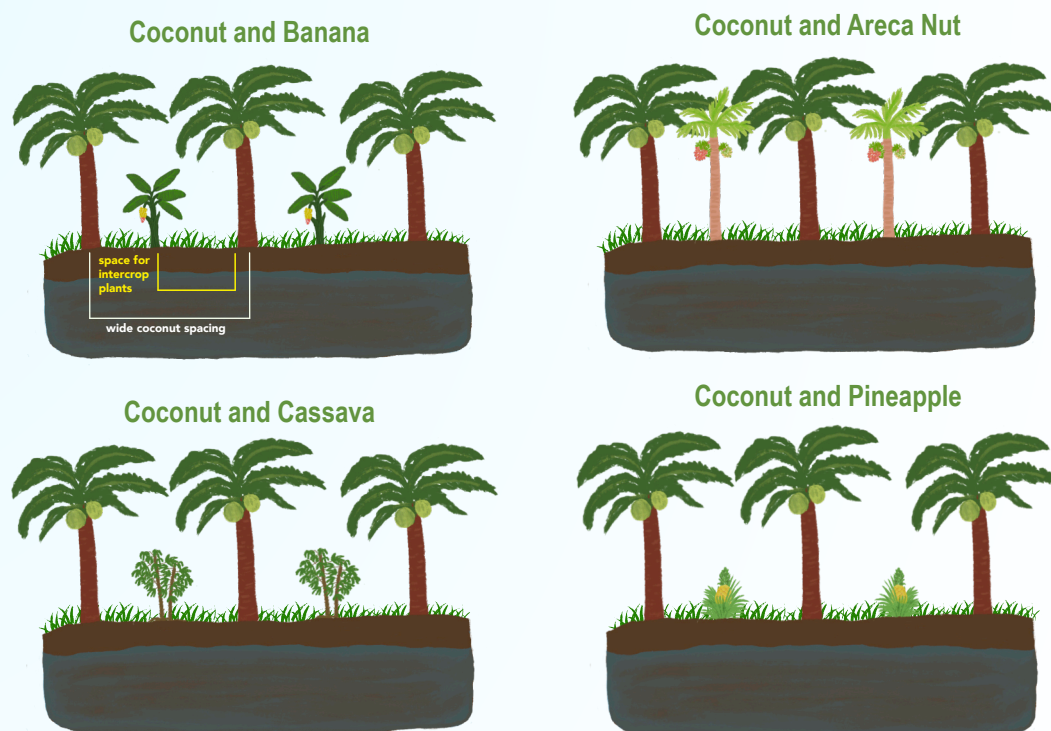 Coconut and Banana
space for
intercrop
plants
wide coconut spacing
Coconut and Areca Nut
Coconut and Cassava
Coconut and Pineapple